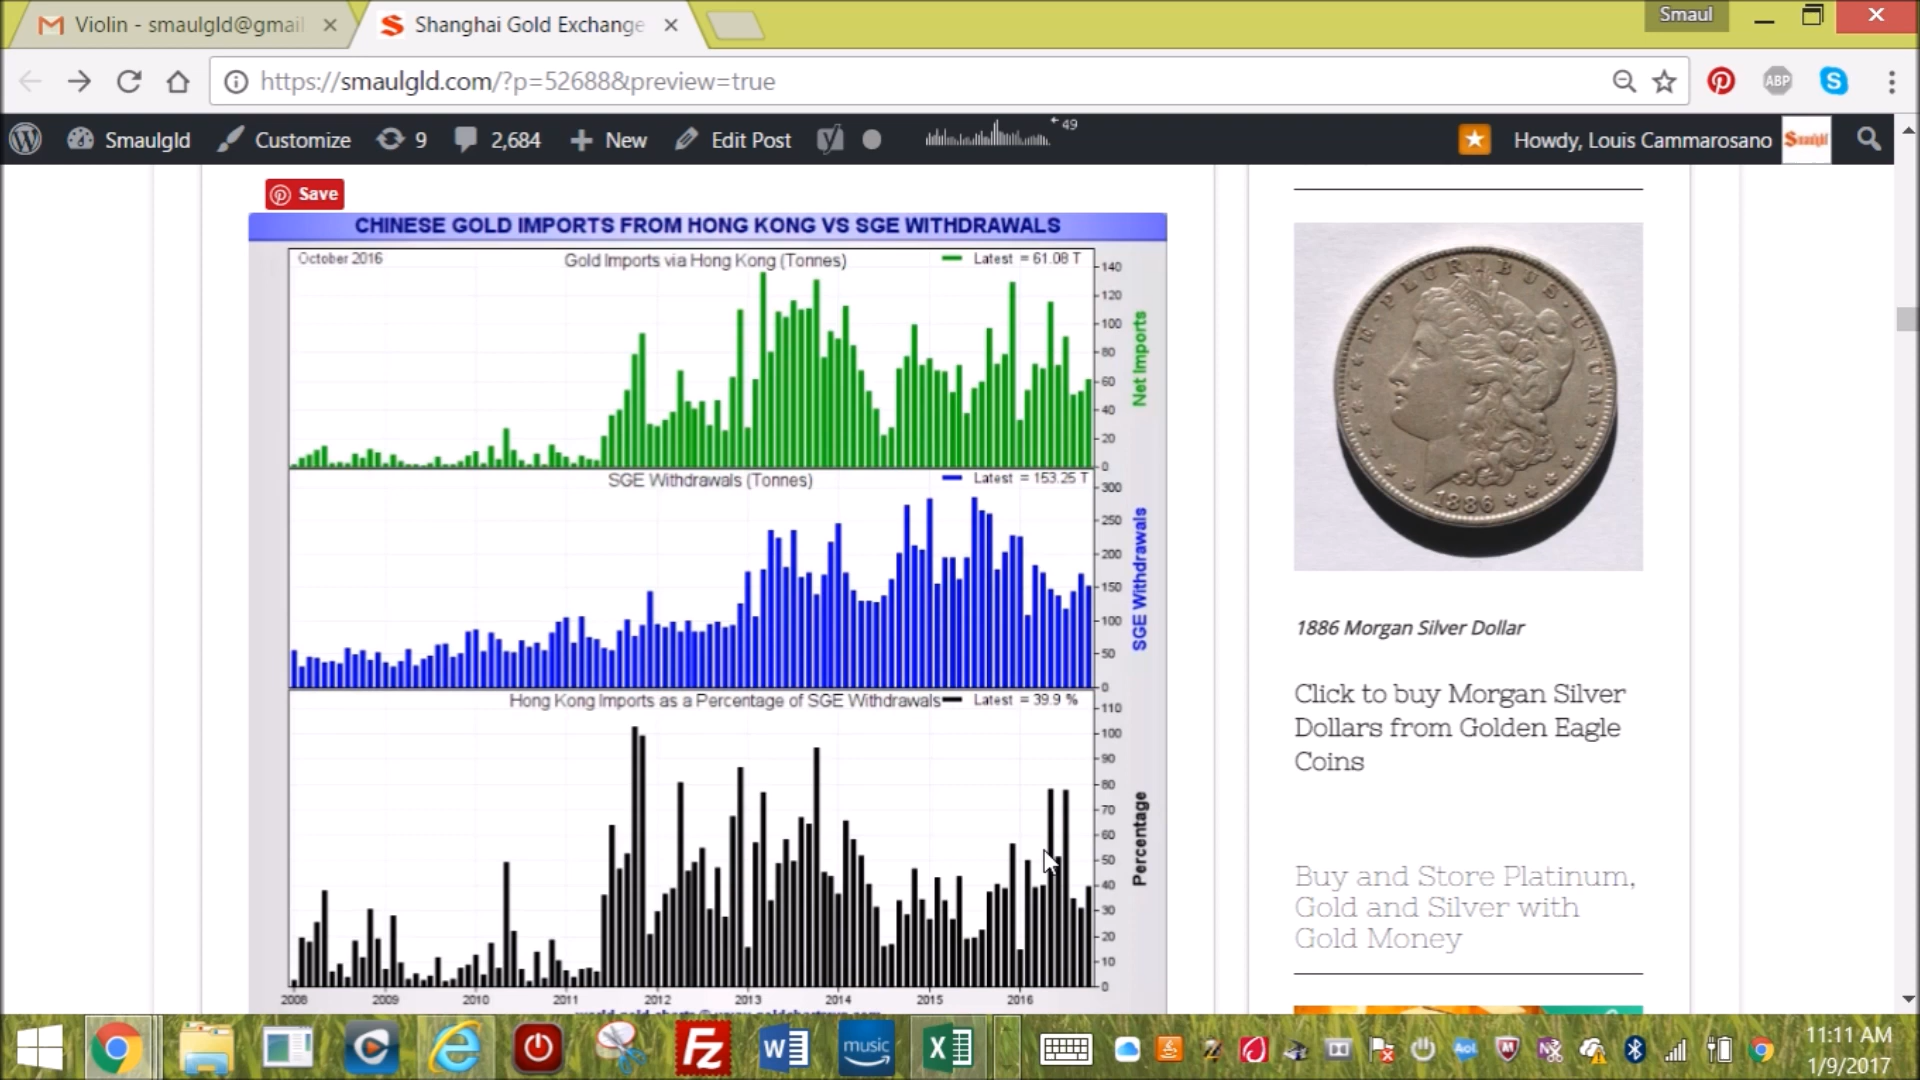 Violin - smaulgld@gmail
Shanghai Gold Exchange
Smaul
https://smaulgld.com/?p=52688&preview=true
ABP
Smaulgld
Customize
9
2,684
New
Edit Post
49
Howdy, Louis Cammarosano
Smaulgld
Save
CHINESE GOLD IMPORTS FROM HONG KONG VS SGE WITHDRAWALS
October 2016
Gold Imports via Hong Kong (Tonnes)
Latest = 61.08 T
140
120
100
80
60
40
20
0
Net Imports
SGE Withdrawals (Tonnes)
Latest = 153.25 T
300
250
200
150
100
50
0
SGE Withdrawals
Hong Kong Imports as a Percentage of SGE Withdrawals
Latest = 39.9 %
110
100
90
80
70
60
50
40
30
20
10
0
Percentage
2008 2009 2010 2011 2012 2013 2014 2015 2016
E·PLURIBUS·UNUM
1886
1886 Morgan Silver Dollar
Click to buy Morgan Silver
Dollars from Golden Eagle
Coins
Buy and Store Platinum,
Gold and Silver with
Gold Money
music
Aol
11:11 AM
1/9/2017